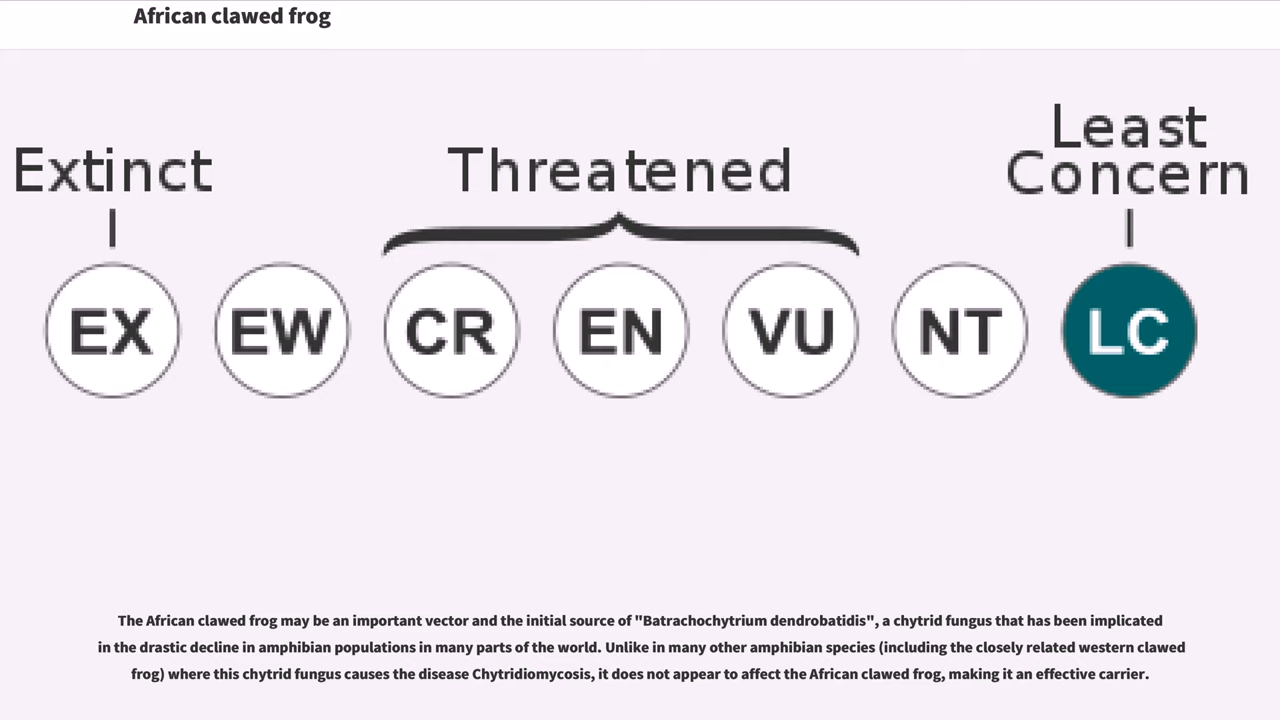 African clawed frog
Least
Extinct Threatened Concern
EX EW CR EN VU NT LC
The African clawed frog may be an important vector and the initial source of "Batrachochytrium dendrobatidis", a chytrid fungus that has been implicated
in the drastic decline in amphibian populations in many parts of the world. Unlike in many other amphibian species (including the closely related western clawed
frog) where this chytrid fungus causes the disease Chytridiomycosis, it does not appear to affect the African clawed frog, making it an effective carrier.